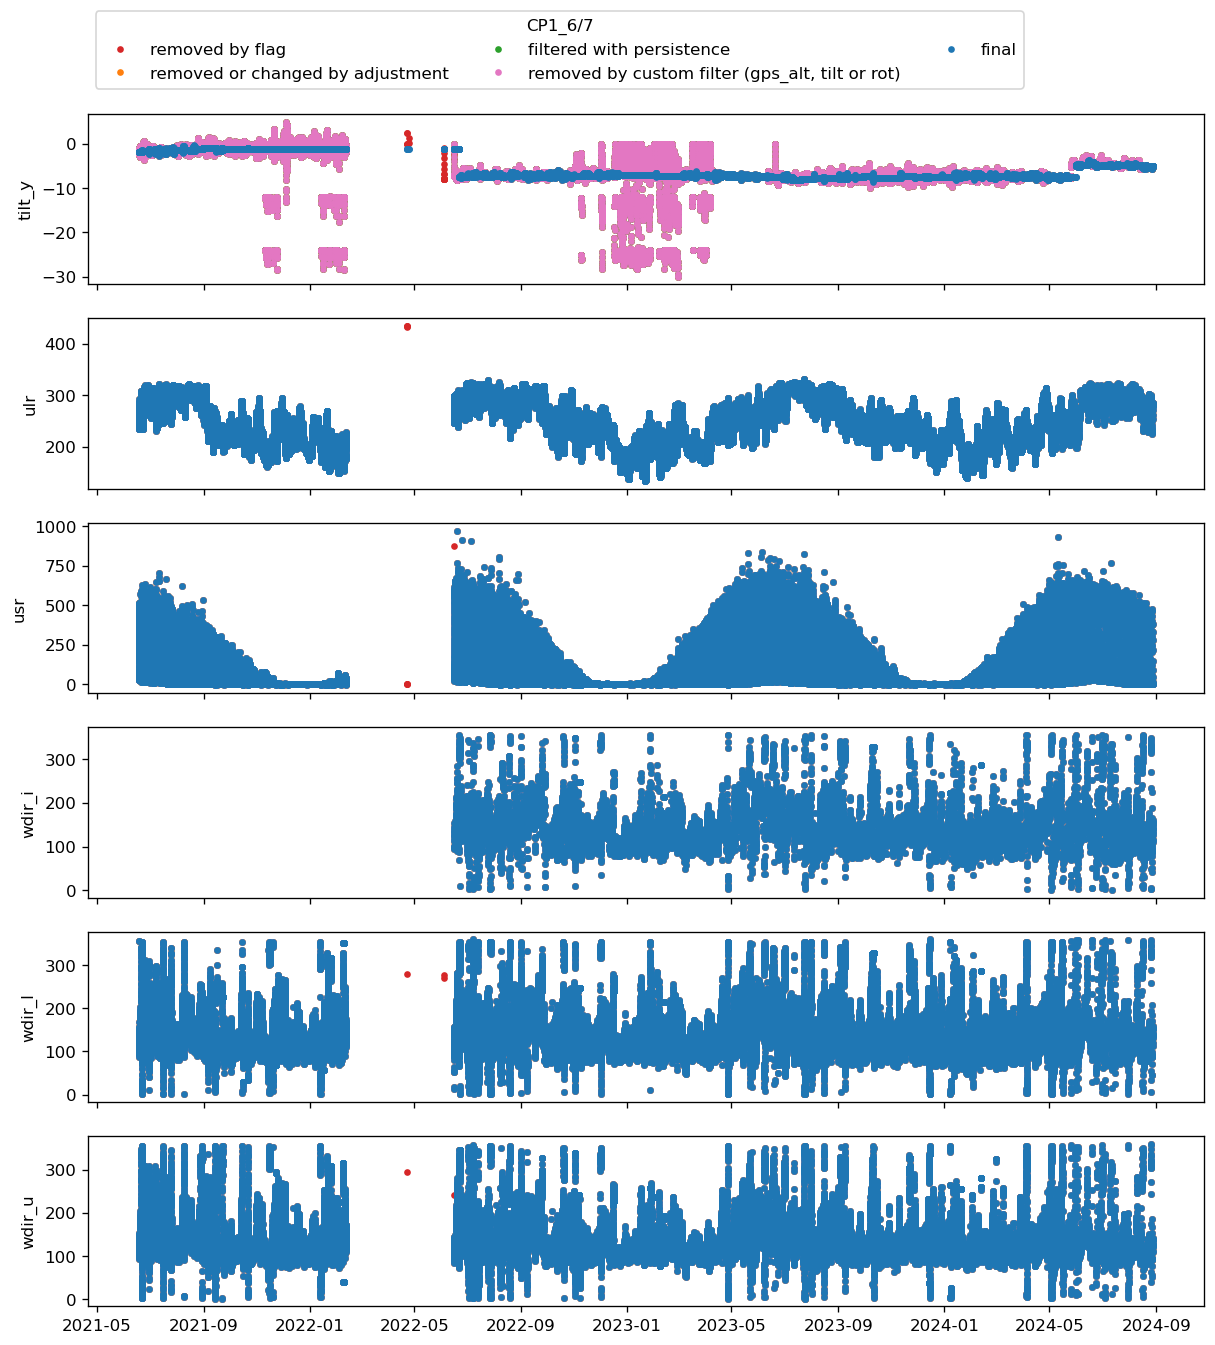 CP1_6/7
removed by flag
filtered with persistence
final
removed or changed by adjustment
removed by custom filter (gps_alt, tilt or rot)
tilt_y
0
−10
−20
−30
ulr
400
300
200
usr
1000
750
500
250
0
wdir_i
300
200
100
0
wdir_l
300
200
100
0
wdir_u
300
200
100
0
2021-05 2021-09 2022-01 2022-05 2022-09 2023-01 2023-05 2023-09 2024-01 2024-05 2024-09